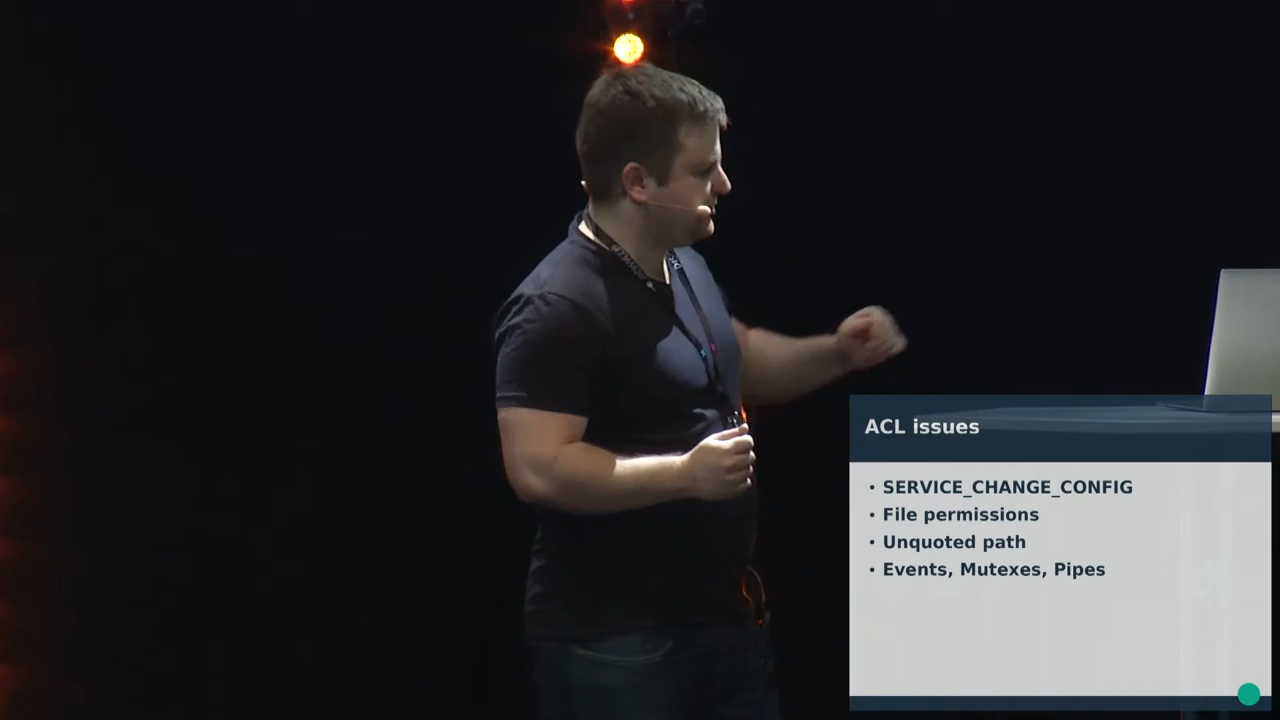 ACL issues
• SERVICE_CHANGE_CONFIG
• File permissions
• Unquoted path
• Events, Mutexes, Pipes